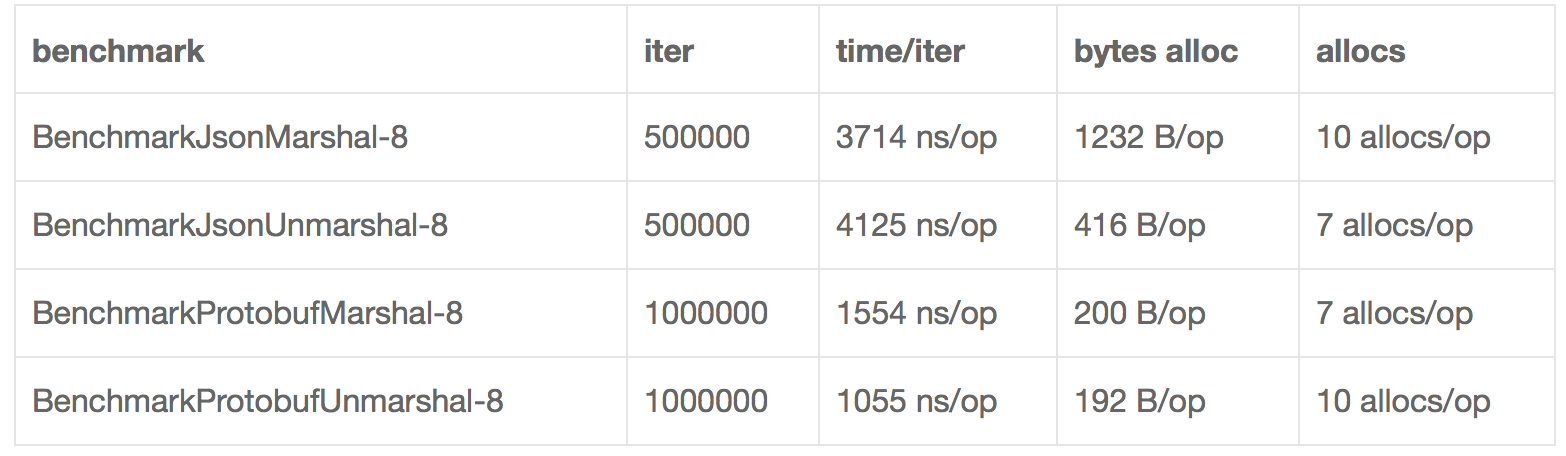 benchmark iter time/iter bytes alloc allocs
BenchmarkJsonMarshal-8 500000 3714 ns/op 1232 B/op 10 allocs/op
BenchmarkJsonUnmarshal-8 500000 4125 ns/op 416 B/op 7 allocs/op
BenchmarkProtobufMarshal-8 1000000 1554 ns/op 200 B/op 7 allocs/op
BenchmarkProtobufUnmarshal-8 1000000 1055 ns/op 192 B/op 10 allocs/op